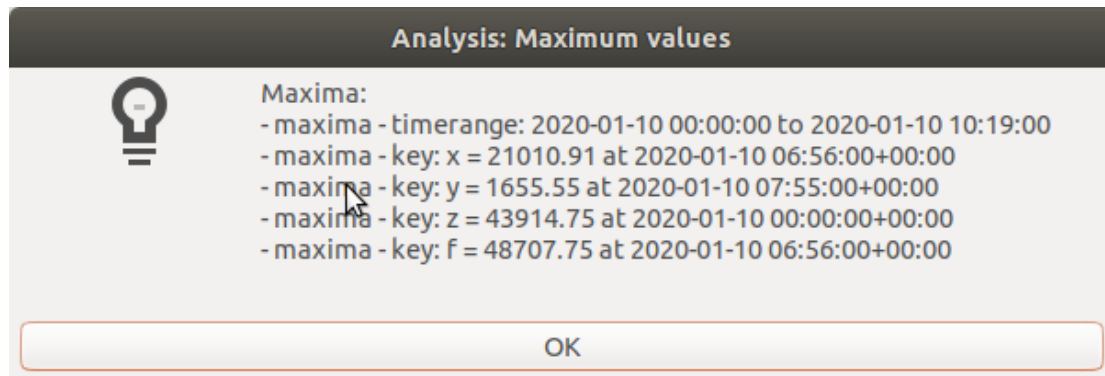 Analysis: Maximum values
Maxima:
- maxima - timerange: 2020-01-10 00:00:00 to 2020-01-10 10:19:00
- maxima - key: x = 21010.91 at 2020-01-10 06:56:00+00:00
- maxima - key: y = 1655.55 at 2020-01-10 07:55:00+00:00
- maxima - key: z = 43914.75 at 2020-01-10 00:00:00+00:00
- maxima - key: f = 48707.75 at 2020-01-10 06:56:00+00:00
OK